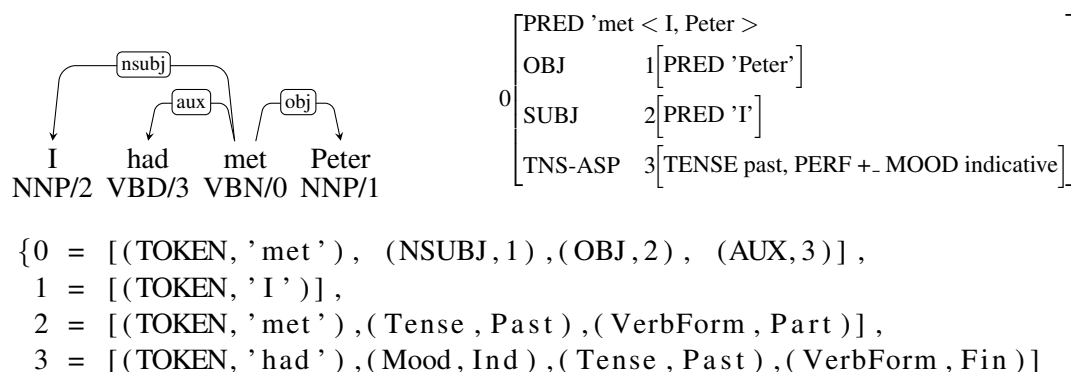 nsubj
aux obj
I had met Peter
NNP/2 VBD/3 VBN/0 NNP/1
0
PRED 'met < I, Peter >
OBJ 1[PRED 'Peter']
SUBJ 2[PRED 'I']
TNS-ASP 3[TENSE past, PERF +_ MOOD indicative]
{0 = [(TOKEN, 'met'), (NSUBJ,1),(OBJ,2), (AUX,3)],
1 = [(TOKEN, 'I')],
2 = [(TOKEN, 'met'),(Tense,Past),(VerbForm,Part)],
3 = [(TOKEN, 'had'),(Mood,Ind),(Tense,Past),(VerbForm,Fin)]